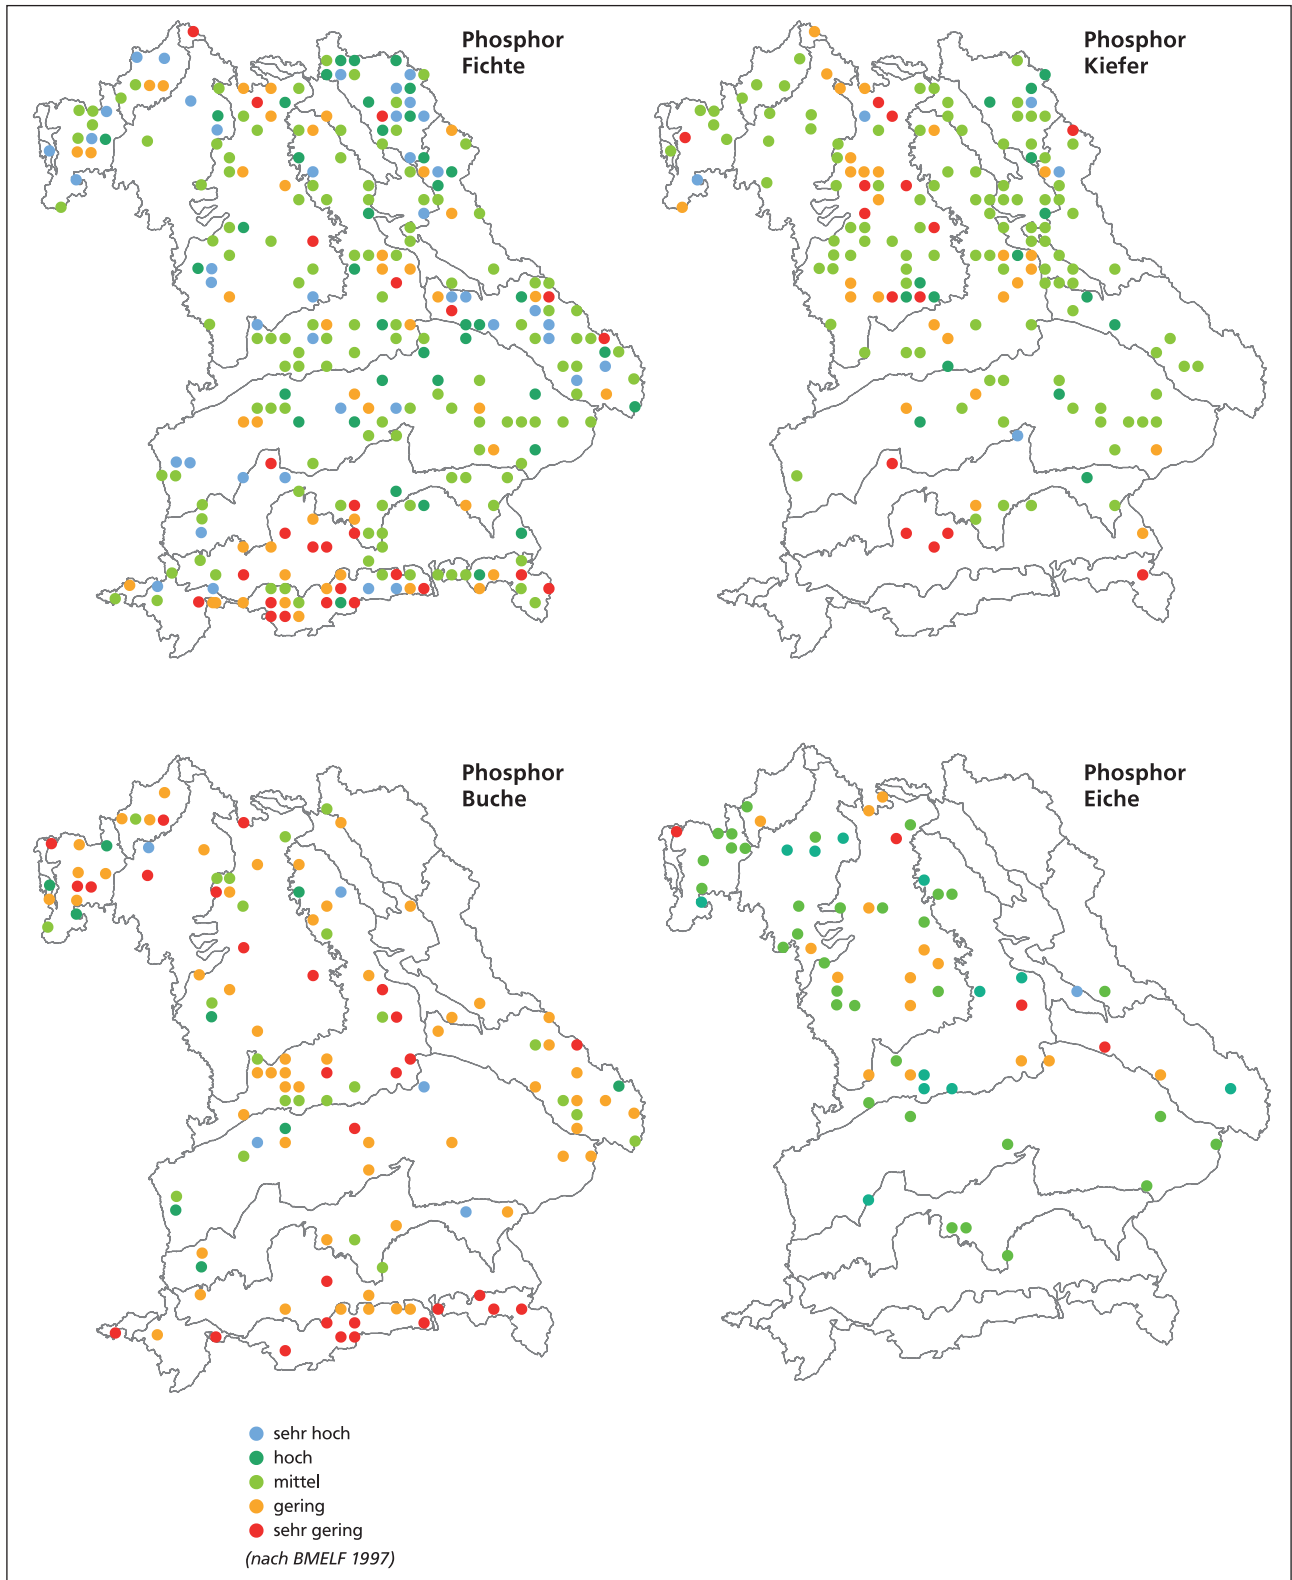 Phosphor
Fichte
Phosphor
Kiefer
Phosphor
Buche
Phosphor
Eiche
sehr hoch
hoch
mittel
gering
sehr gering
(nach BMELF 1997)